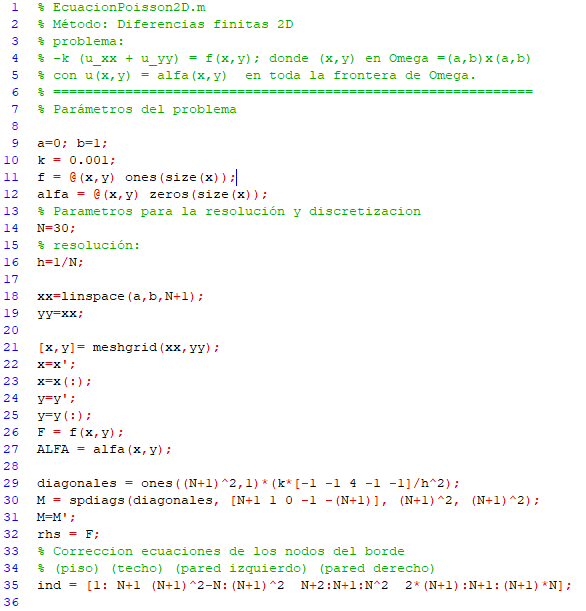 1 % EcuacionPoisson2D.m
2 % Método: Diferencias finitas 2D
3 % problema:
4 % -k (u_xx + u_yy) = f(x,y); donde (x,y) en Omega =(a,b)x(a,b)
5 % con u(x,y) = alfa(x,y)  en toda la frontera de Omega.
6 % ============================================================
7 % Parámetros del problema
8
9 a=0; b=1;
10 k = 0.001;
11 f = @(x,y) ones(size(x));
12 alfa = @(x,y) zeros(size(x));
13 % Parametros para la resolución y discretizacion
14 N=30;
15 % resolución:
16 h=1/N;
17
18 xx=linspace(a,b,N+1);
19 yy=xx;
20
21 [x,y]= meshgrid(xx,yy);
22 x=x';
23 x=x(:);
24 y=y';
25 y=y(:);
26 F = f(x,y);
27 ALFA = alfa(x,y);
28
29 diagonales = ones((N+1)^2,1)*(k*[-1 -1 4 -1 -1]/h^2);
30 M = spdiags(diagonales, [N+1 1 0 -1 -(N+1)], (N+1)^2, (N+1)^2);
31 M=M';
32 rhs = F;
33 % Correccion ecuaciones de los nodos del borde
34 % (piso) (techo) (pared izquierdo) (pared derecho)
35 ind = [1: N+1 (N+1)^2-N:(N+1)^2  N+2:N+1:N^2  2*(N+1):N+1:(N+1)*N];
36